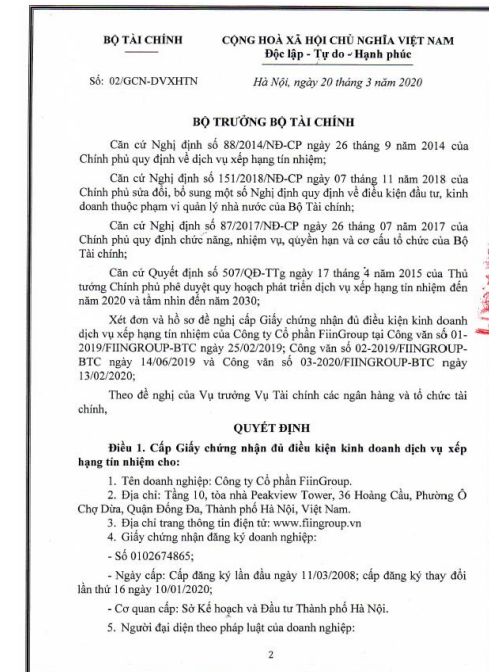 BỘ TÀI CHÍNH
CỘNG HOÀ XÃ HỘI CHỦ NGHĨA VIỆT NAM
Độc lập - Tự do - Hạnh phúc
Số: 02/GCN-DVXHTN
Hà Nội, ngày 20 tháng 3 năm 2020
BỘ TRƯỞNG BỘ TÀI CHÍNH
Căn cứ Nghị định số 88/2014/NĐ-CP ngày 26 tháng 9 năm 2014 của
Chính phủ quy định về dịch vụ xếp hạng tín nhiệm;
Căn cứ Nghị định số 151/2018/NĐ-CP ngày 07 tháng 11 năm 2018 của
Chính phủ sửa đổi, bổ sung một số Nghị định quy định về điều kiện đầu tư, kinh
doanh thuộc phạm vi quản lý nhà nước của Bộ Tài chính;
Căn cứ Nghị định số 87/2017/NĐ-CP ngày 26 tháng 07 năm 2017 của
Chính phủ quy định chức năng, nhiệm vụ, quyền hạn và cơ cấu tổ chức của Bộ
Tài chính;
Căn cứ Quyết định số 507/QĐ-TTg ngày 17 tháng 4 năm 2015 của Thủ
tướng Chính phủ phê duyệt quy hoạch phát triển dịch vụ xếp hạng tín nhiệm đến
năm 2020 và tầm nhìn đến năm 2030;
Xét đơn và hồ sơ đề nghị cấp Giấy chứng nhận đủ điều kiện kinh doanh
dịch vụ xếp hạng tín nhiệm của Công ty Cổ phần FiinGroup tại Công văn số 01-
2019/FIINGROUP-BTC ngày 25/02/2019; Công văn số 02-2019/FIINGROUP-
BTC ngày 14/06/2019 và Công văn số 03-2020/FIINGROUP-BTC ngày
13/02/2020;
Theo đề nghị của Vụ trưởng Vụ Tài chính các ngân hàng và tổ chức tài
chính,
QUYẾT ĐỊNH
Điều 1. Cấp Giấy chứng nhận đủ điều kiện kinh doanh dịch vụ xếp
hạng tín nhiệm cho:
1. Tên doanh nghiệp: Công ty Cổ phần FiinGroup.
2. Địa chỉ: Tầng 10, tòa nhà Peakview Tower, 36 Hoàng Cầu, Phường Ô
Chợ Dừa, Quận Đống Đa, Thành phố Hà Nội, Việt Nam.
3. Địa chỉ trang thông tin điện tử: www.fiingroup.vn
4. Giấy chứng nhận đăng ký doanh nghiệp:
- Số 0102674865;
- Ngày cấp: Cấp đăng ký lần đầu ngày 11/03/2008; cấp đăng ký thay đổi
lần thứ 16 ngày 10/01/2020;
- Cơ quan cấp: Sở Kế hoạch và Đầu tư Thành phố Hà Nội.
5. Người đại diện theo pháp luật của doanh nghiệp:
2